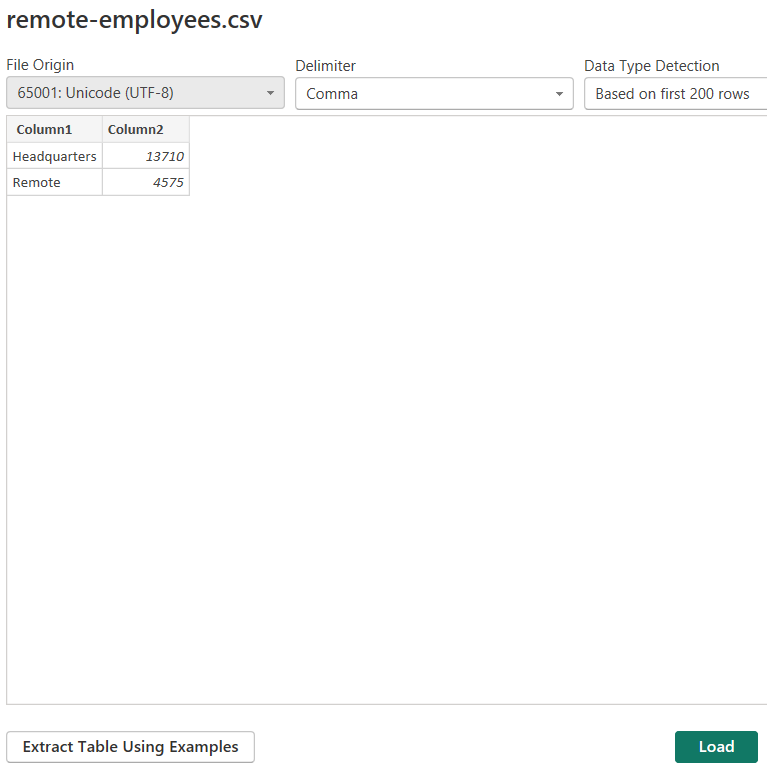 remote-employees.csv
File Origin
Delimiter
Data Type Detection
65001: Unicode (UTF-8)
Comma
Based on first 200 rows
Column1 Column2
Headquarters 13710
Remote 4575
Extract Table Using Examples
Load